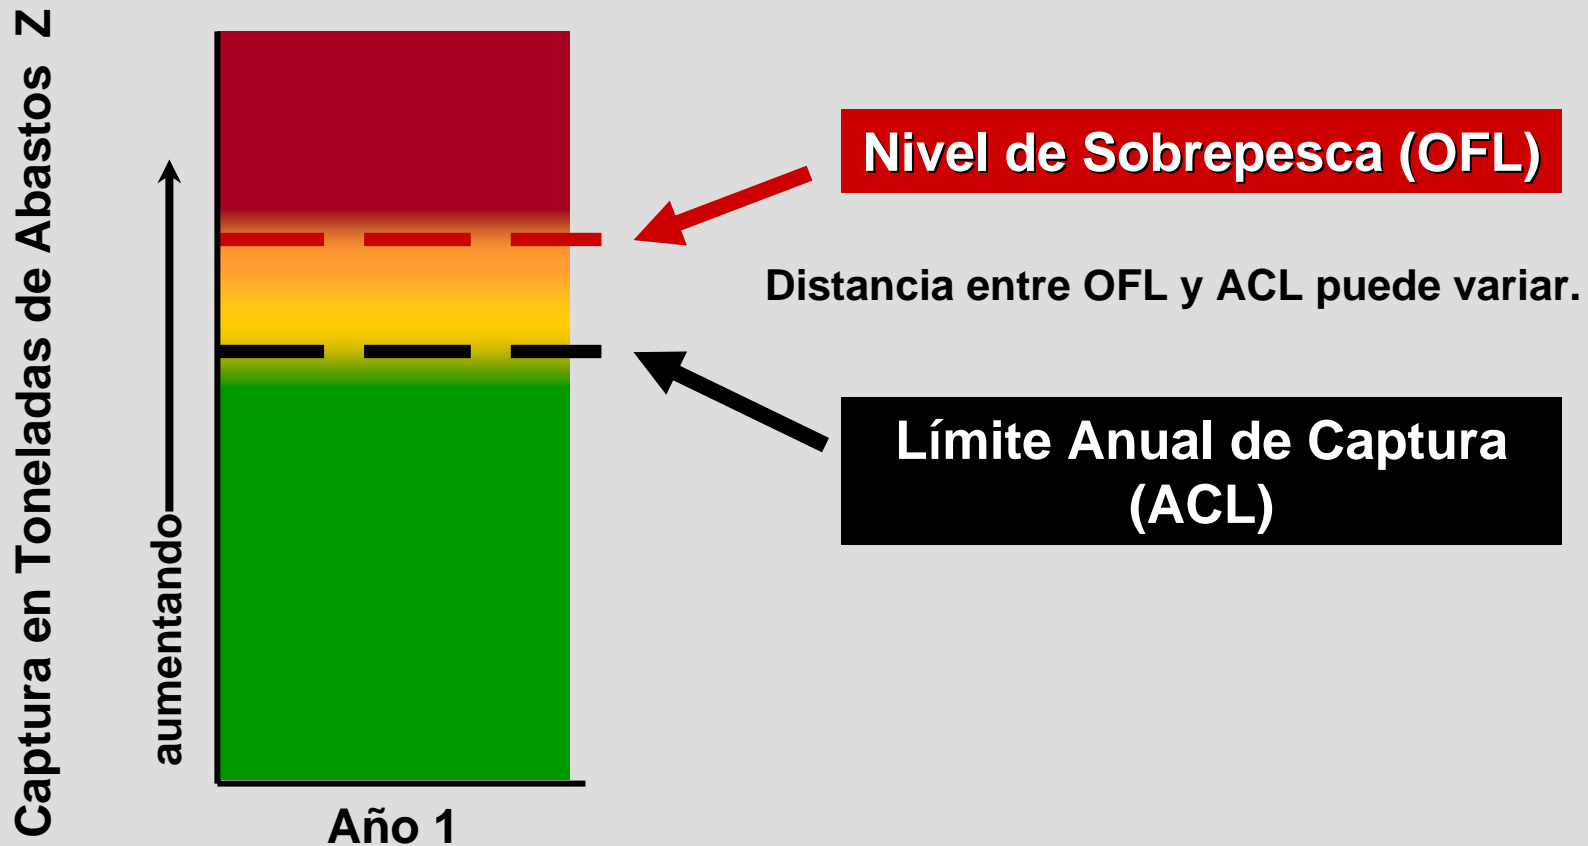 Captura en Toneladas de Abastos Z
aumentando
Nivel de Sobrepesca (OFL)
Distancia entre OFL y ACL puede variar.
Límite Anual de Captura
(ACL)
Año 1